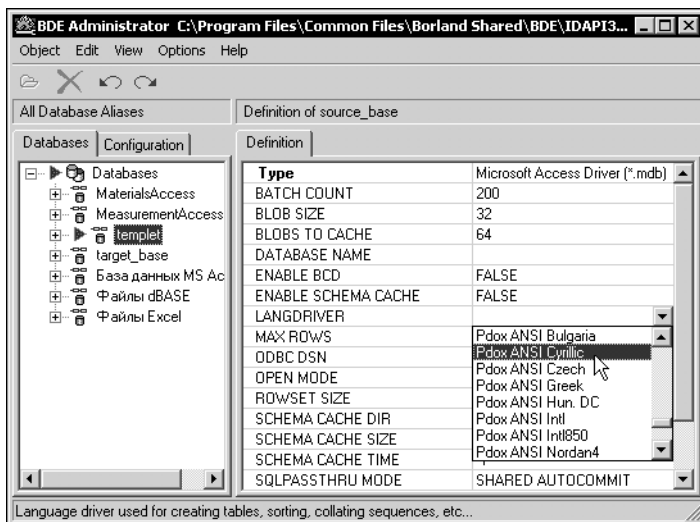 BDE Administrator C:\Program Files\Common Files\Borland Shared\BDE\IDAPI3...
Object Edit View Options Help
All Database Aliases
Definition of source_base
Databases Configuration
Definition
Databases
MaterialsAccess
MeasurementAccess
templet
target_base
База данных MS Ac
Файлы dBASE
Файлы Excel
Type Microsoft Access Driver (*.mdb)
BATCH COUNT 200
BLOB SIZE 32
BLOBS TO CACHE 64
DATABASE NAME
ENABLE BCD FALSE
ENABLE SCHEMA CACHE FALSE
LANGDRIVER
MAX ROWS
ODBC DSN
OPEN MODE
ROWSET SIZE
SCHEMA CACHE DIR
SCHEMA CACHE SIZE
SCHEMA CACHE TIME
SQLPASSTHRU MODE SHARED AUTOCOMMIT
Pdox ANSI Bulgaria
Pdox ANSI Cyrillic
Pdox ANSI Czech
Pdox ANSI Greek
Pdox ANSI Hun. DC
Pdox ANSI Intl
Pdox ANSI Intl850
Pdox ANSI Nordan4
Language driver used for creating tables, sorting, collating sequences, etc...